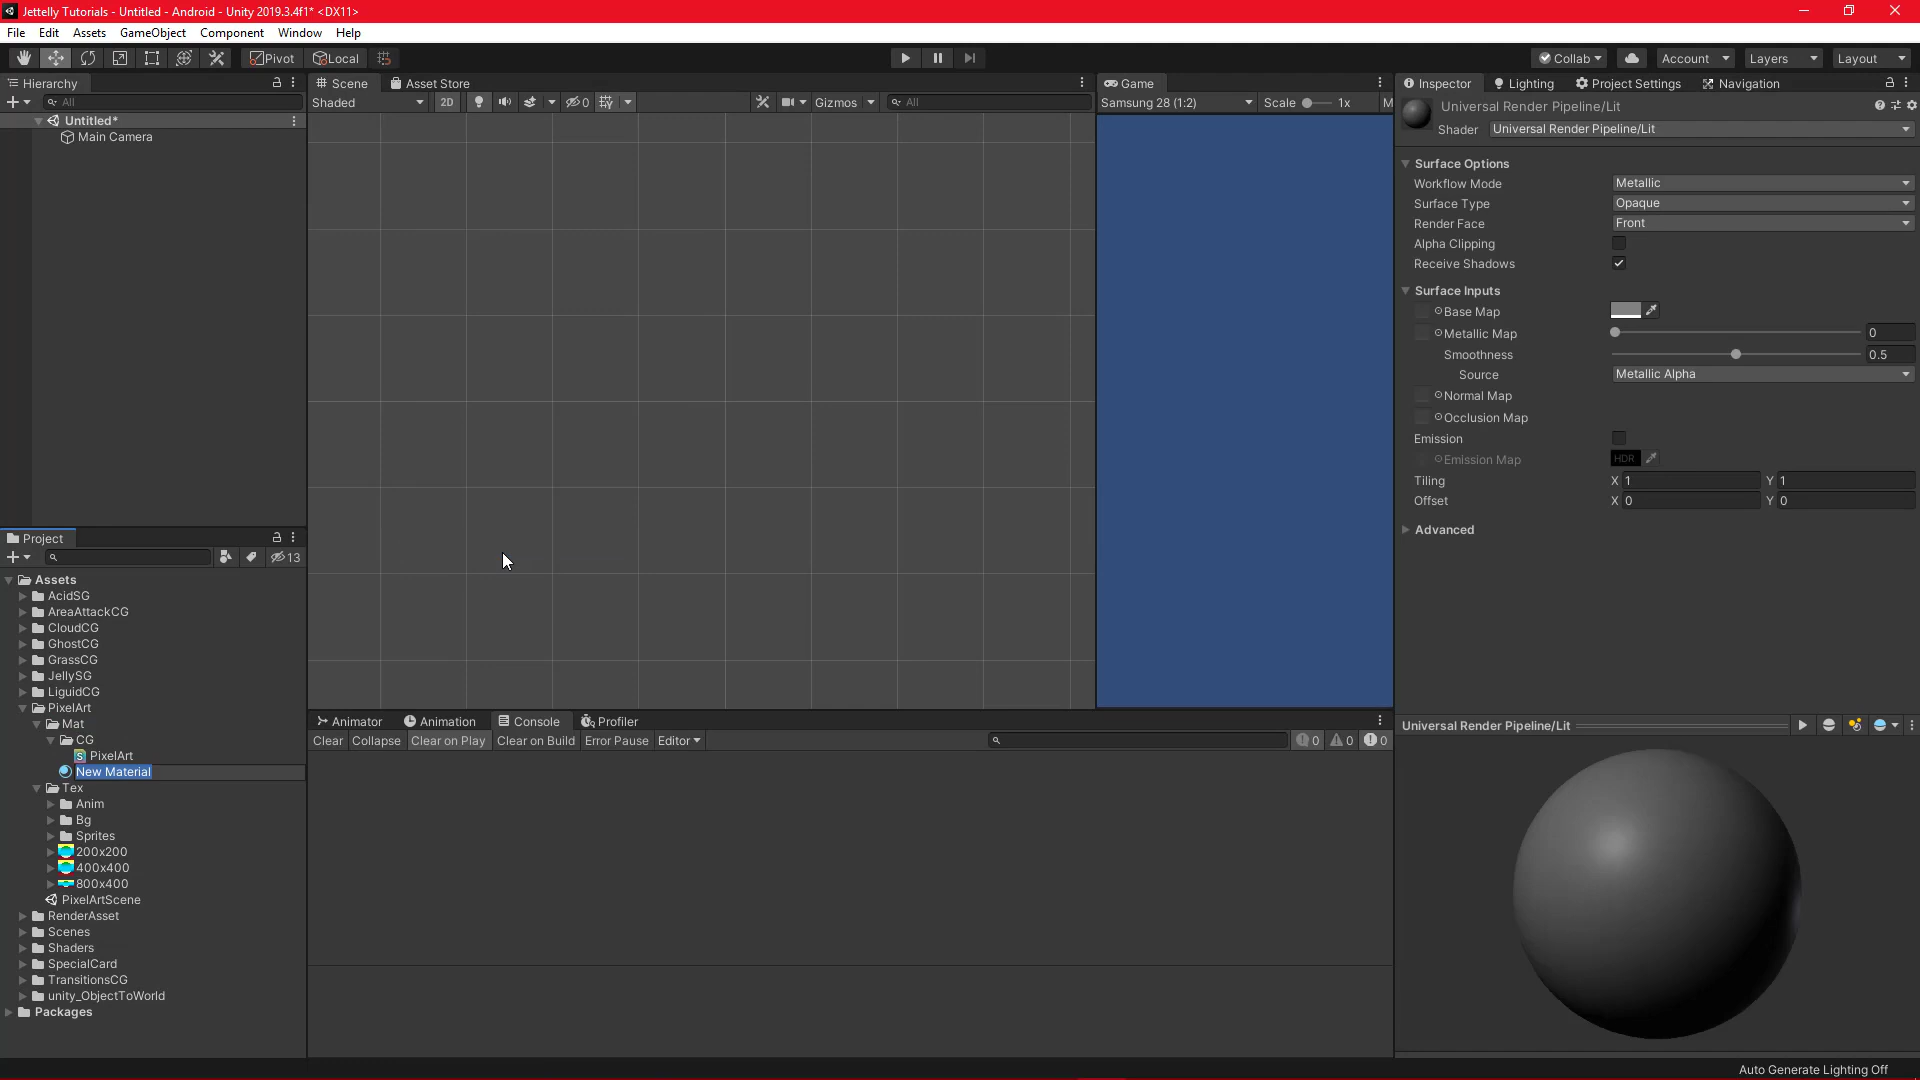 Jettelly Tutorials - Untitled - Android - Unity 2019.3.4f1* <DX11>
File Edit Assets GameObject Component Window Help
Pivot Local Collab Account Layers Layout
Hierarchy
All
Untitled*
Main Camera
Scene Asset Store
Shaded 2D 0 Gizmos All
Game
Samsung 28 (1:2) Scale 1x M
Inspector Lighting Project Settings Navigation
Universal Render Pipeline/Lit
Shader Universal Render Pipeline/Lit
Surface Options
Workflow Mode Metallic
Surface Type Opaque
Render Face Front
Alpha Clipping
Receive Shadows
Surface Inputs
Base Map
Metallic Map 0
Smoothness 0.5
Source Metallic Alpha
Normal Map
Occlusion Map
Emission
Emission Map HDR
Tiling X 1 Y 1
Offset X 0 Y 0
Advanced
Project
13
Assets
AcidSG
AreaAttackCG
CloudCG
GhostCG
GrassCG
JellySG
LiguidCG
PixelArt
Mat
CG
S PixelArt
New Material
Tex
Anim
Bg
Sprites
200x200
400x400
800x400
PixelArtScene
RenderAsset
Scenes
Shaders
SpecialCard
TransitionsCG
unity_ObjectToWorld
Packages
Animator Animation Console Profiler
Clear Collapse Clear on Play Clear on Build Error Pause Editor 0 0 0
Universal Render Pipeline/Lit
Auto Generate Lighting Off